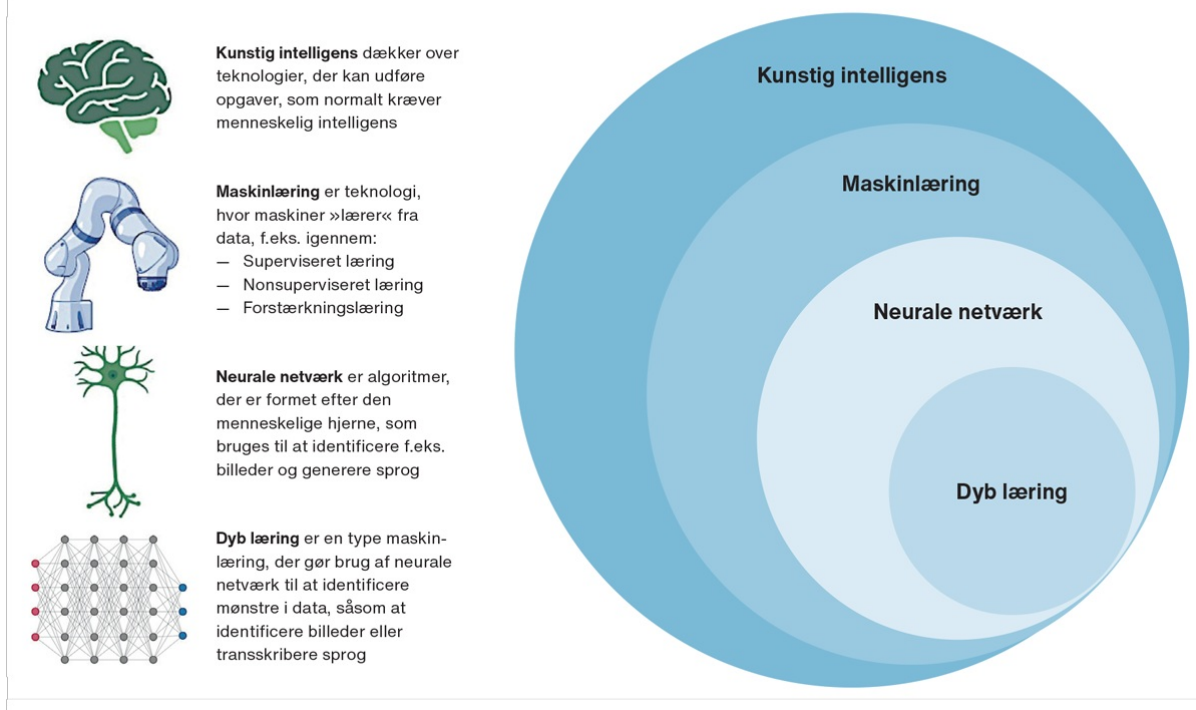 Kunstig intelligens dækker over
teknologier, der kan udføre
opgaver, som normalt kræver
menneskelig intelligens
Maskinlæring er teknologi,
hvor maskiner »lærer« fra
data, f.eks. igennem:
— Superviseret læring
— Nonsuperviseret læring
— Forstærkningslæring
Neurale netværk er algoritmer,
der er formet efter den
menneskelige hjerne, som
bruges til at identificere f.eks.
billeder og generere sprog
Dyb læring er en type maskin-
læring, der gør brug af neurale
netværk til at identificere
mønstre i data, såsom at
identificere billeder eller
transskribere sprog
Kunstig intelligens
Maskinlæring
Neurale netværk
Dyb læring